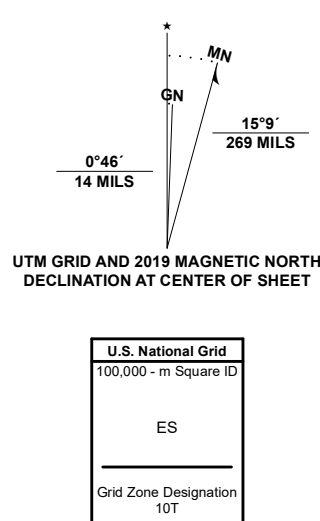 ★
MN
GN
0°46´
14 MILS
15°9´
269 MILS
UTM GRID AND 2019 MAGNETIC NORTH
DECLINATION AT CENTER OF SHEET
U.S. National Grid
100,000 - m Square ID
ES
Grid Zone Designation
10T